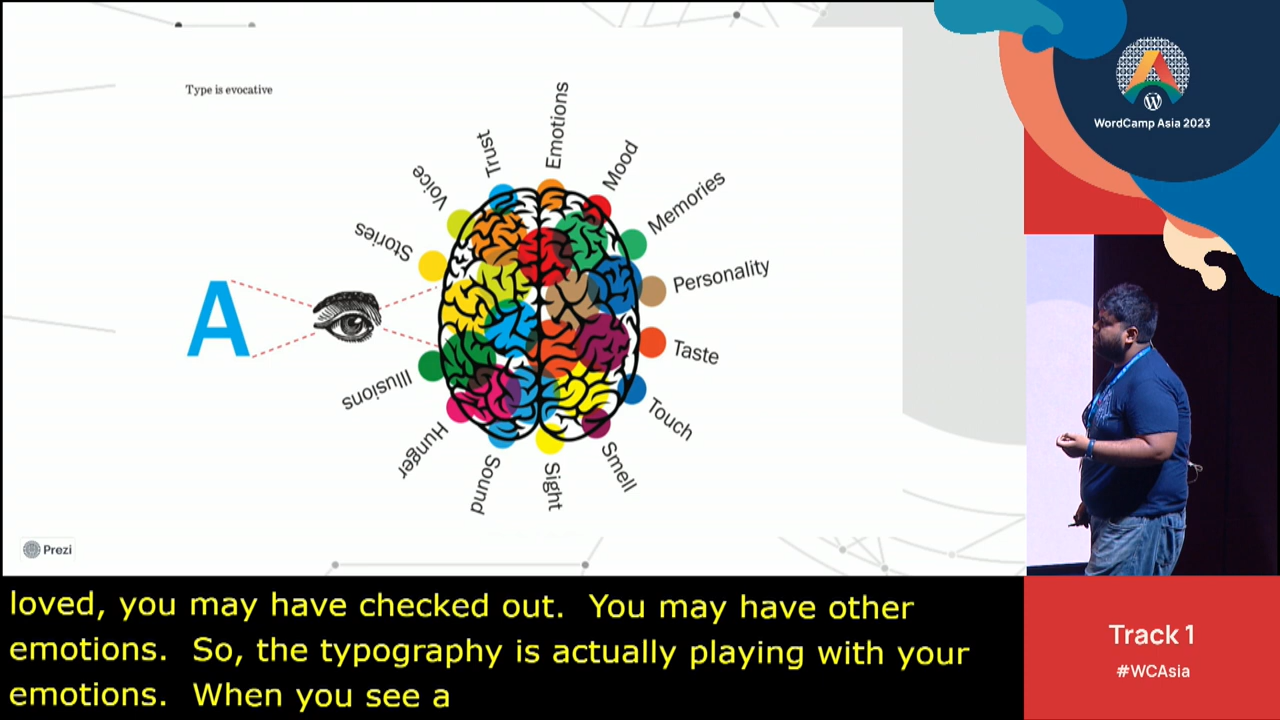 Type is evocative
Emotions
Trust
Mood
Voice
Memories
Stories
Personality
A
Taste
Illusions
Touch
Hunger
Smell
Sound
Sight
Prezi
WordCamp Asia 2023
loved, you may have checked out.  You may have other
emotions.  So, the typography is actually playing with your
emotions.  When you see a
Track 1
#WCAsia